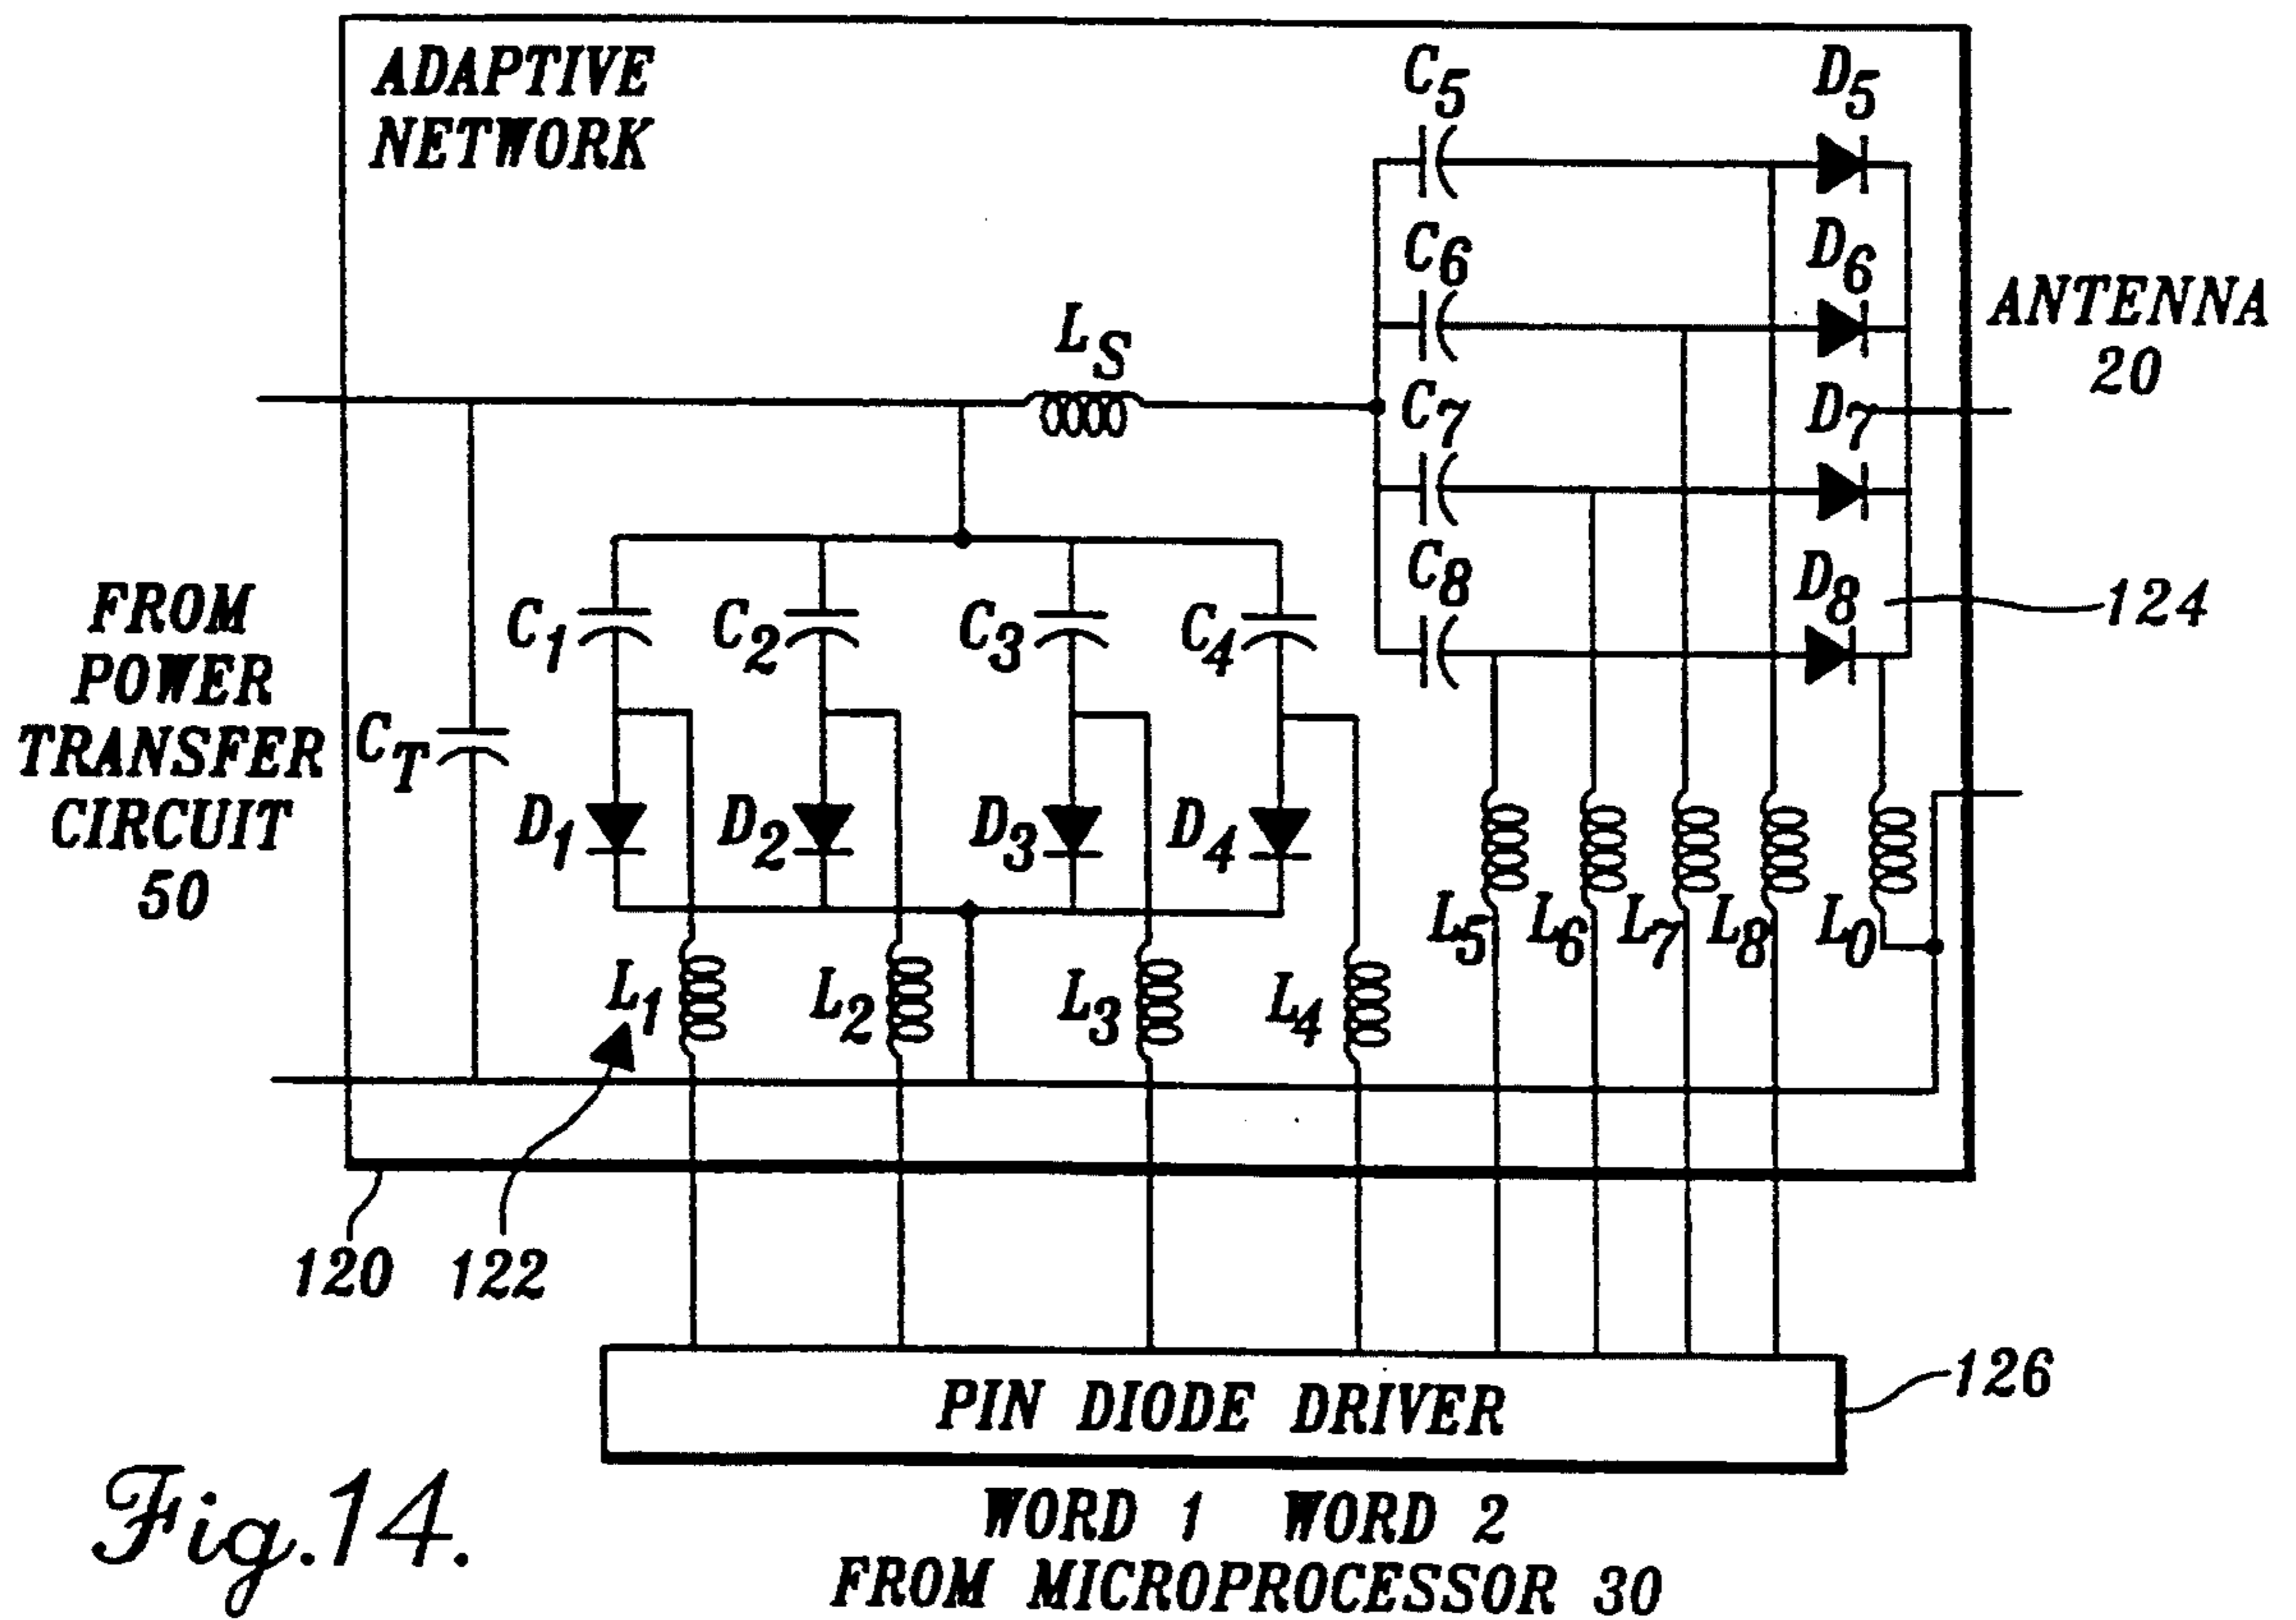 ADAPTIVE
NETWORK
C5
D5
C6
D6
ANTENNA
20
LS
C7
D7
C8
D8
124
FROM
POWER
TRANSFER
CIRCUIT
50
CT
C1
C2
C3
C4
D1
D2
D3
D4
L5
L6
L7
L8
L0
L1
L2
L3
L4
120
122
PIN DIODE DRIVER
126
WORD 1 WORD 2
FROM MICROPROCESSOR 30
Fig.14.